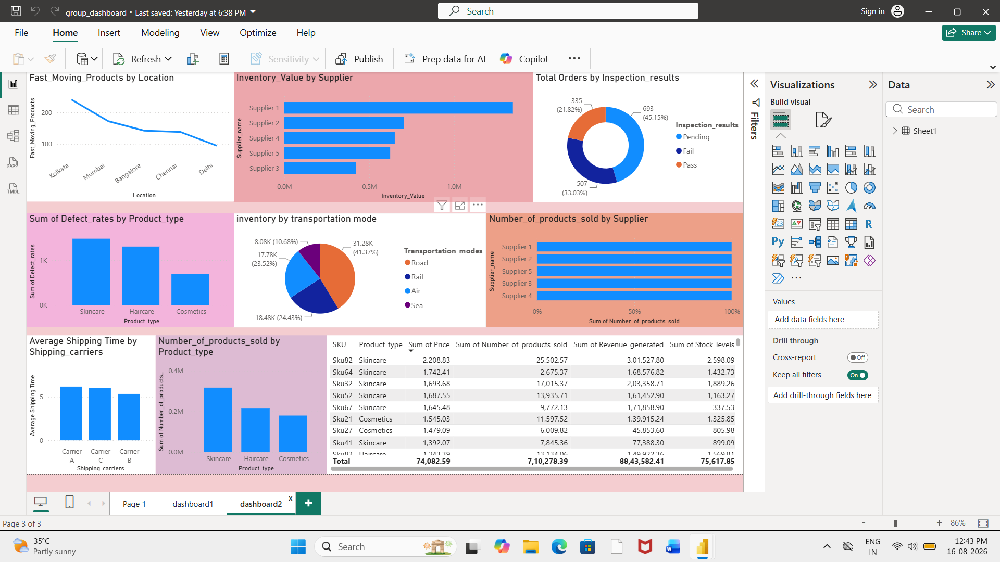 group_dashboard • Last saved: Yesterday at 6:38 PM
Search
Sign in
File Home Insert Modeling View Optimize Help
Share
Refresh
Sensitivity
Publish
Prep data for AI
Copilot
Fast_Moving_Products by Location
Fast_Moving_Products
200
100
Kolkata
Mumbai
Bangalore
Chennai
Delhi
Location
Inventory_Value by Supplier
Supplier_name
Supplier 1
Supplier 2
Supplier 4
Supplier 5
Supplier 3
0.0M 0.5M 1.0M
Inventory_Value
Total Orders by Inspection_results
335
(21.82%)
693
(45.15%)
507
(33.03%)
Inspection_results
Pending
Fail
Pass
Sum of Defect_rates by Product_type
Sum of Defect_rates
1K
0K
Skincare Haircare Cosmetics
Product_type
inventory by transportation mode
8.08K (10.68%)
31.28K
(41.37%)
17.78K
(23.52%)
18.48K (24.43%)
Transportation_modes
Road
Rail
Air
Sea
Number_of_products_sold by Supplier
Supplier_name
Supplier 1
Supplier 2
Supplier 5
Supplier 3
Supplier 4
0% 50% 100%
Sum of Number_of_products_sold
Average Shipping Time by
Shipping_carriers
Average Shipping Time
5
0
Carrier A Carrier C Carrier B
Shipping_carriers
Number_of_products_sold by
Product_type
Sum of Number_of_products...
0.4M
0.2M
0.0M
Skincare Haircare Cosmetics
Product_type
SKU Product_type Sum of Price Sum of Number_of_products_sold Sum of Revenue_generated Sum of Stock_levels
Sku82 Skincare 2,208.83 25,502.57 3,01,527.80 2,598.09
Sku64 Skincare 1,742.41 2,675.37 1,68,576.82 1,432.73
Sku32 Skincare 1,693.68 17,015.37 2,03,358.71 1,889.26
Sku52 Skincare 1,687.55 13,935.71 1,61,452.90 1,163.27
Sku67 Skincare 1,645.48 9,772.13 1,71,858.90 337.53
Sku21 Cosmetics 1,545.03 11,597.52 1,39,915.24 1,325.85
Sku27 Cosmetics 1,479.09 6,009.82 45,853.60 805.98
Sku41 Skincare 1,392.07 7,845.36 77,388.30 899.09
Sku82 Haircare 1,343.39 13,134.06 1,49,922.36 1,569.81
Total 74,082.59 7,10,278.39 88,43,582.41 75,617.85
Filters
Visualizations
Build visual
Values
Add data fields here
Drill through
Cross-report Off
Keep all filters On
Add drill-through fields here
Data
Search
Sheet1
DAX
TMDL
123
R
Py
Page 1 dashboard1 dashboard2 x +
Page 3 of 3
- + 86%
35°C
Partly sunny
Search
ENG
IN
12:43 PM
16-08-2026